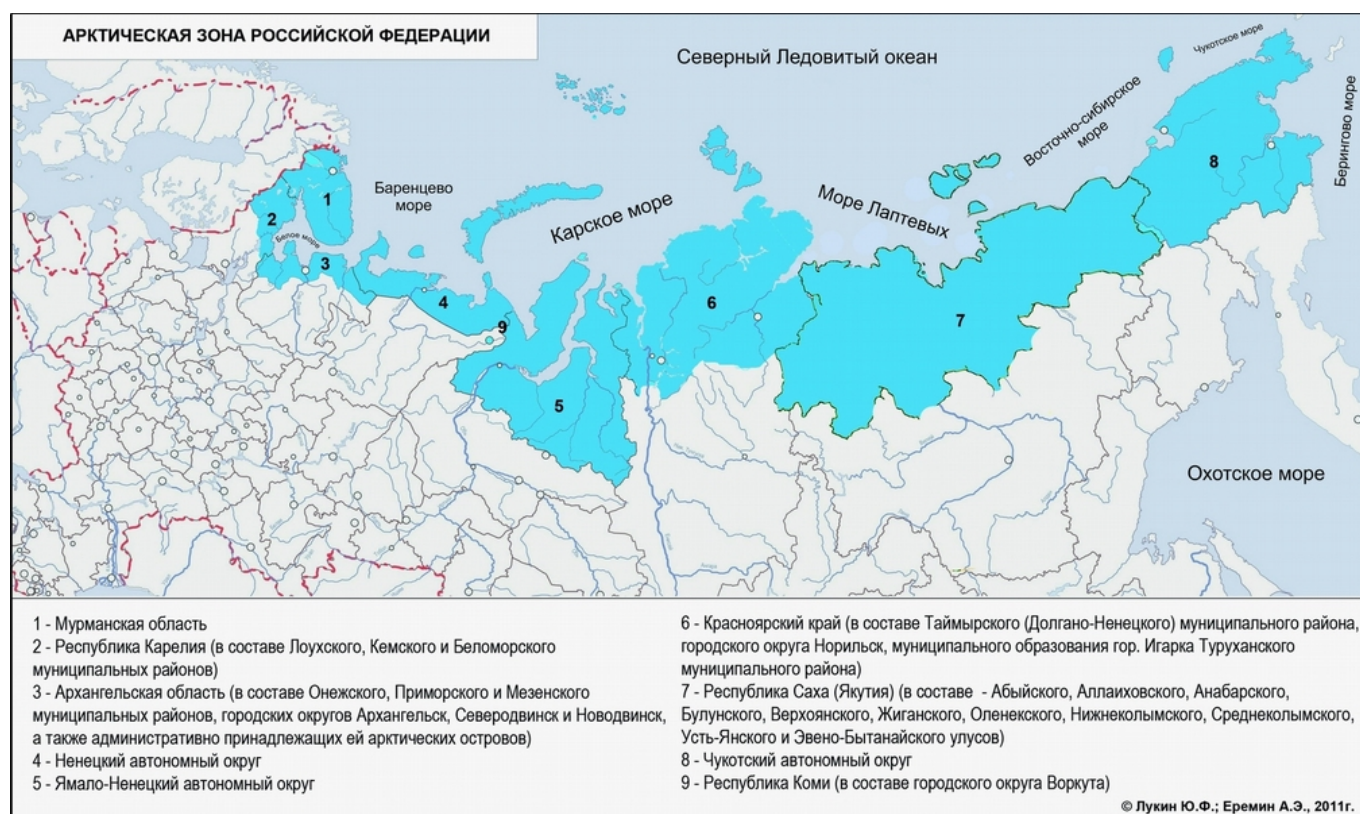 АРКТИЧЕСКАЯ ЗОНА РОССИЙСКОЙ ФЕДЕРАЦИИ
Северный Ледовитый океан
Чукотское море
Восточно-сибирское
море
Берингово море
Баренцево
море
Карское море
Море Лаптевых
Белое море
1
2
3
4
9
5
6
7
8
Охотское море
1 - Мурманская область
2 - Республика Карелия (в составе Лоухского, Кемского и Беломорского
муниципальных районов)
3 - Архангельская область (в составе Онежского, Приморского и Мезенского
муниципальных районов, городских округов Архангельск, Северодвинск и Новодвинск,
а также административно принадлежащих ей арктических островов)
4 - Ненецкий автономный округ
5 - Ямало-Ненецкий автономный округ
6 - Красноярский край (в составе Таймырского (Долгано-Ненецкого) муниципального района,
городского округа Норильск, муниципального образования гор. Игарка Туруханского
муниципального района)
7 - Республика Саха (Якутия) (в составе - Абыйского, Аллаиховского, Анабарского,
Булунского, Верхоянского, Жиганского, Оленекского, Нижнеколымского, Среднеколымского,
Усть-Янского и Эвено-Бытанайского улусов)
8 - Чукотский автономный округ
9 - Республика Коми (в составе городского округа Воркута)
© Лукин Ю.Ф.; Еремин А.Э., 2011г.